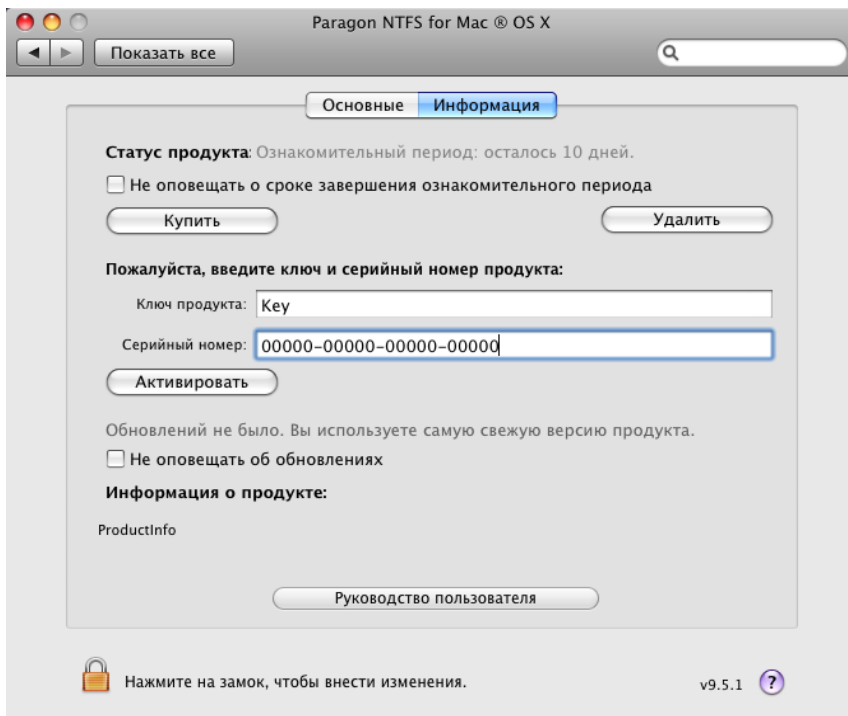 Paragon NTFS for Mac ® OS X
Показать все
Основные Информация
Статус продукта: Ознакомительный период: осталось 10 дней.
Не оповещать о сроке завершения ознакомительного периода
Купить Удалить
Пожалуйста, введите ключ и серийный номер продукта:
Ключ продукта: Key
Серийный номер: 00000-00000-00000-00000
Активировать
Обновлений не было. Вы используете самую свежую версию продукта.
Не оповещать об обновлениях
Информация о продукте:
ProductInfo
Руководство пользователя
Нажмите на замок, чтобы внести изменения. v9.5.1 ?